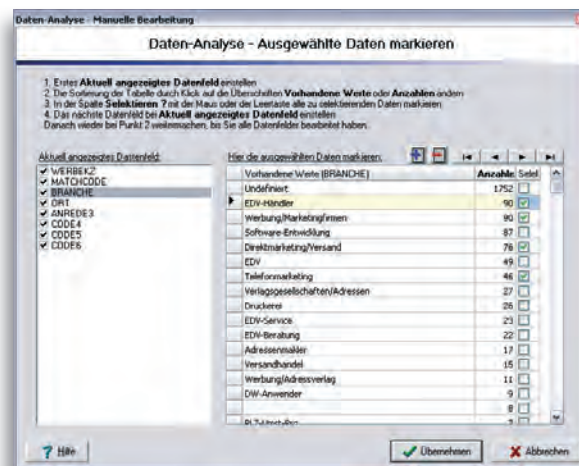 Daten-Analyse - Manuelle Bearbeitung
Daten-Analyse - Ausgewählte Daten markieren
1. Erstes Aktuell angezeigtes Datenfeld einstellen
2. Die Sortierung der Tabelle durch Klick auf die Überschriften Vorhandene Werte oder Anzahlen ändern
3. In der Spalte Selektieren ? mit der Maus oder der Leertaste alle zu selektierenden Daten markieren
4. Das nächste Datenfeld bei Aktuell angezeigtes Datenfeld einstellen
Danach wieder bei Punkt 2 weitermachen, bis Sie alle Datenfelder bearbeitet haben.
Aktuell angezeigtes Datenfeld:
WERBEKZ
MATCHCODE
BRANCHE
ORT
ANREDE3
CODE4
CODE5
CODE6
Hier die ausgewählten Daten markieren:
Vorhandene Werte (BRANCHE) Anzahle Selel
Undefiniert 1752
EDV-Händler 90
Werbung/Marketingfirmen 90
Software-Entwicklung 87
Direktmarketing/Versand 76
EDV 49
Telefonmarketing 46
Verlagsgesellschaften/Adressen 27
Druckerei 26
EDV-Service 23
EDV-Beratung 22
Adressenmakler 17
Versandhandel 15
Werbung/Adressverlag 11
DW-Anwender 9
8
7
? Hilfe
Übernehmen
Abbrechen